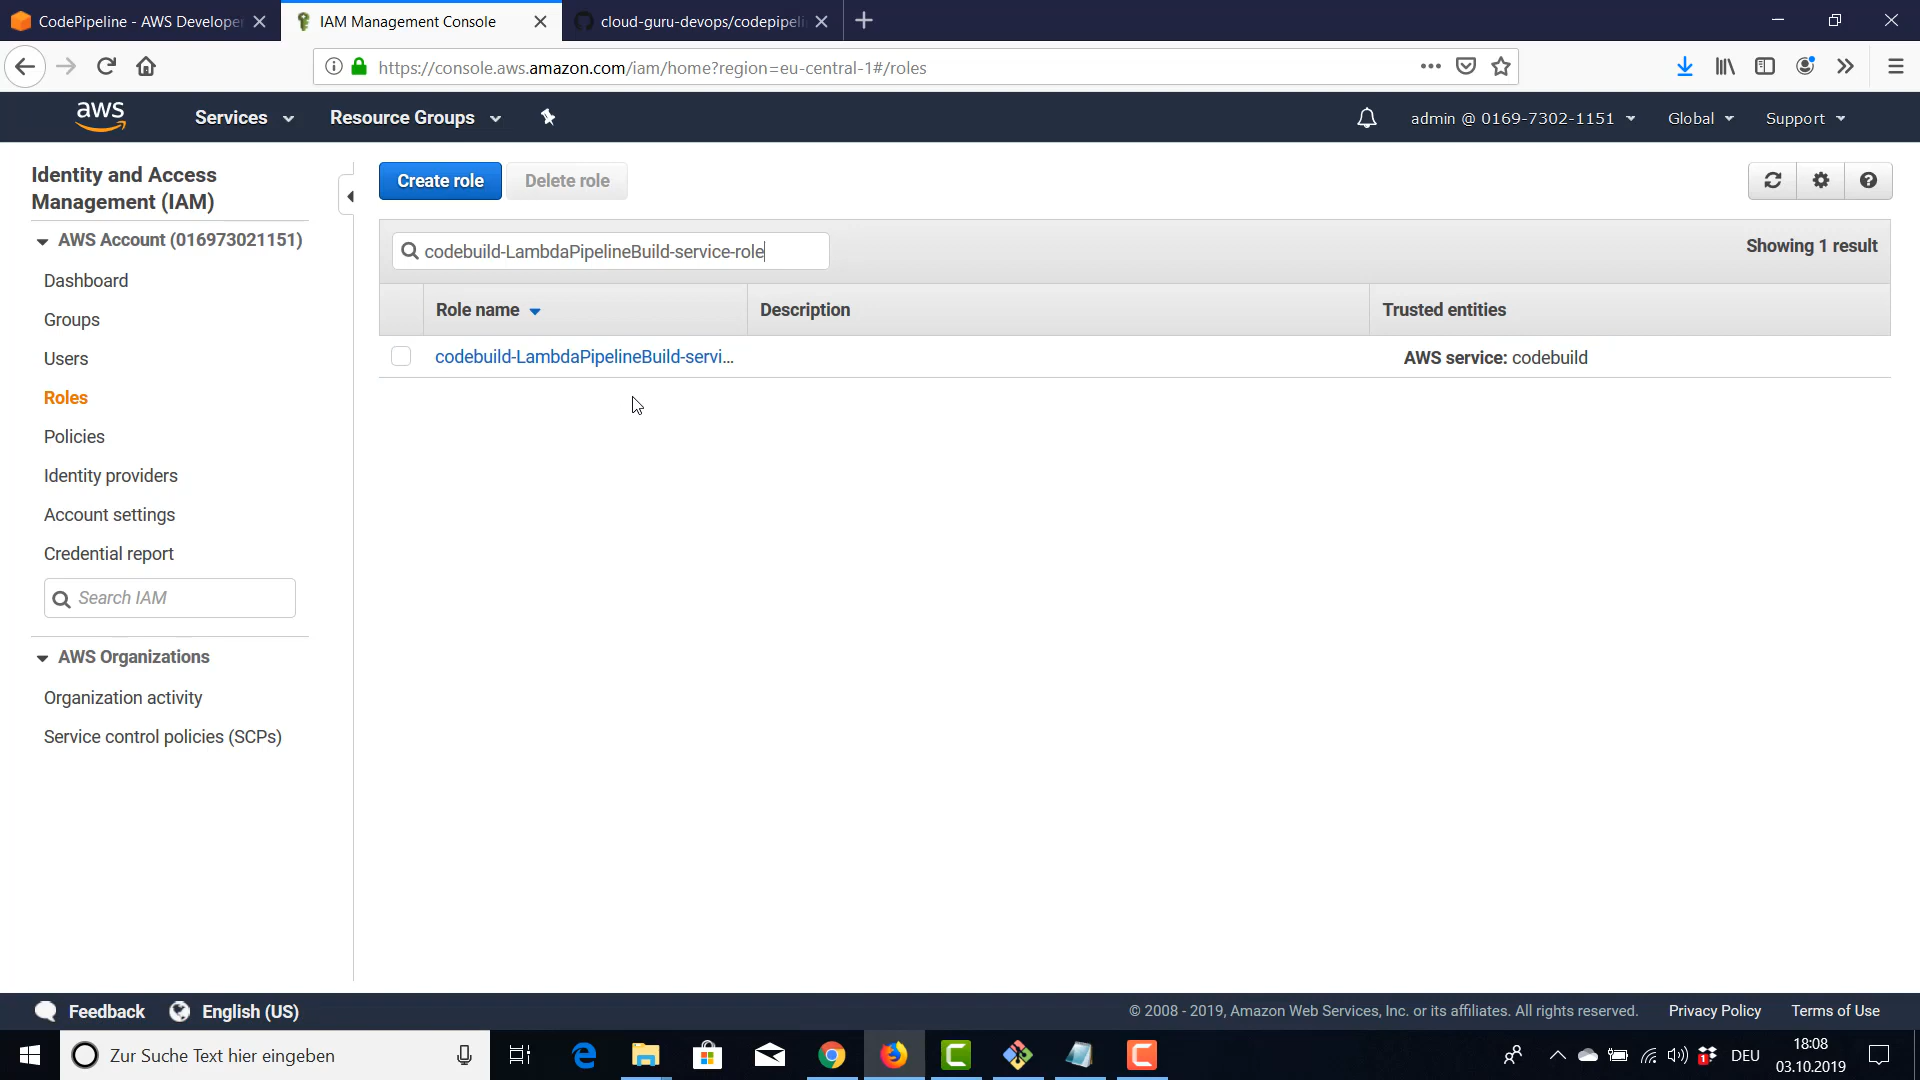 CodePipeline - AWS Developer
IAM Management Console
cloud-guru-devops/codepipeli
https://console.aws.amazon.com/iam/home?region=eu-central-1#/roles
aws
Services
Resource Groups
admin @ 0169-7302-1151
Global
Support
Identity and Access
Management (IAM)
AWS Account (016973021151)
Dashboard
Groups
Users
Roles
Policies
Identity providers
Account settings
Credential report
Search IAM
AWS Organizations
Organization activity
Service control policies (SCPs)
Create role
Delete role
codebuild-LambdaPipelineBuild-service-role
Showing 1 result
Role name
Description
Trusted entities
codebuild-LambdaPipelineBuild-servi...
AWS service: codebuild
Feedback
English (US)
© 2008 - 2019, Amazon Web Services, Inc. or its affiliates. All rights reserved.
Privacy Policy
Terms of Use
Zur Suche Text hier eingeben
1
DEU
18:08
03.10.2019